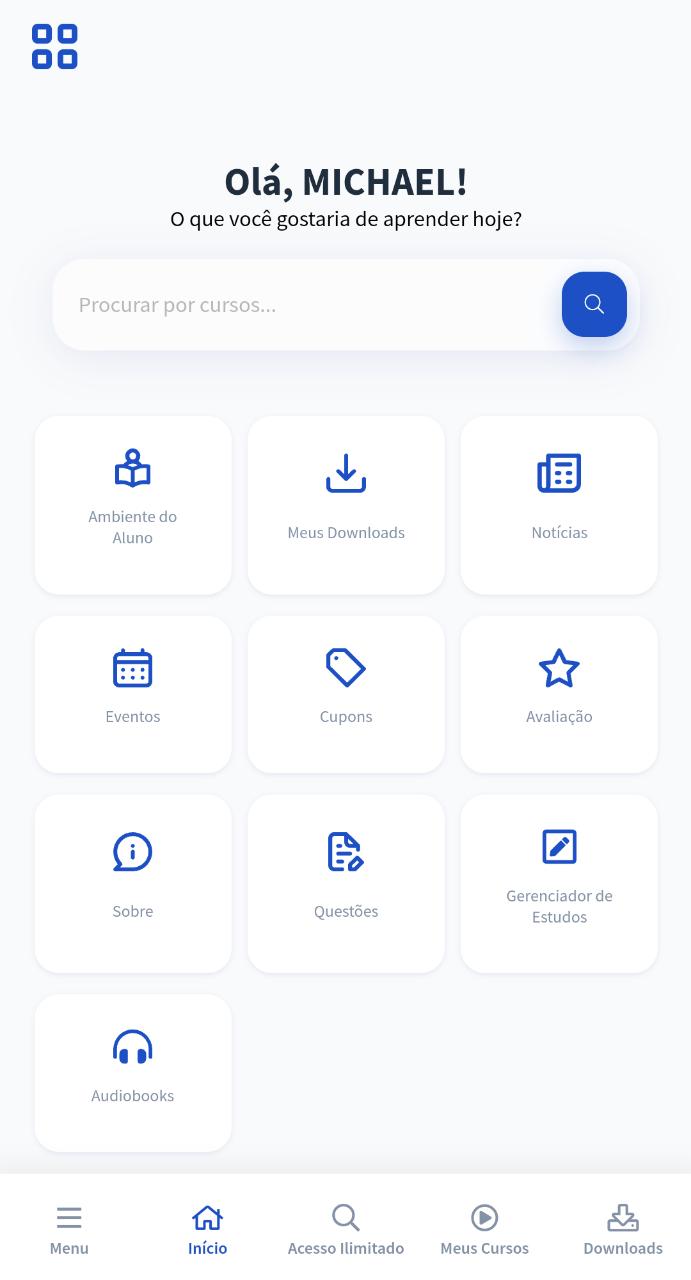 Olá, MICHAEL!
O que você gostaria de aprender hoje?
Procurar por cursos...
Ambiente do
Aluno
Meus Downloads
Notícias
Eventos
Cupons
Avaliação
Sobre
Questões
Gerenciador de
Estudos
Audiobooks
Menu
Início
Acesso Ilimitado
Meus Cursos
Downloads